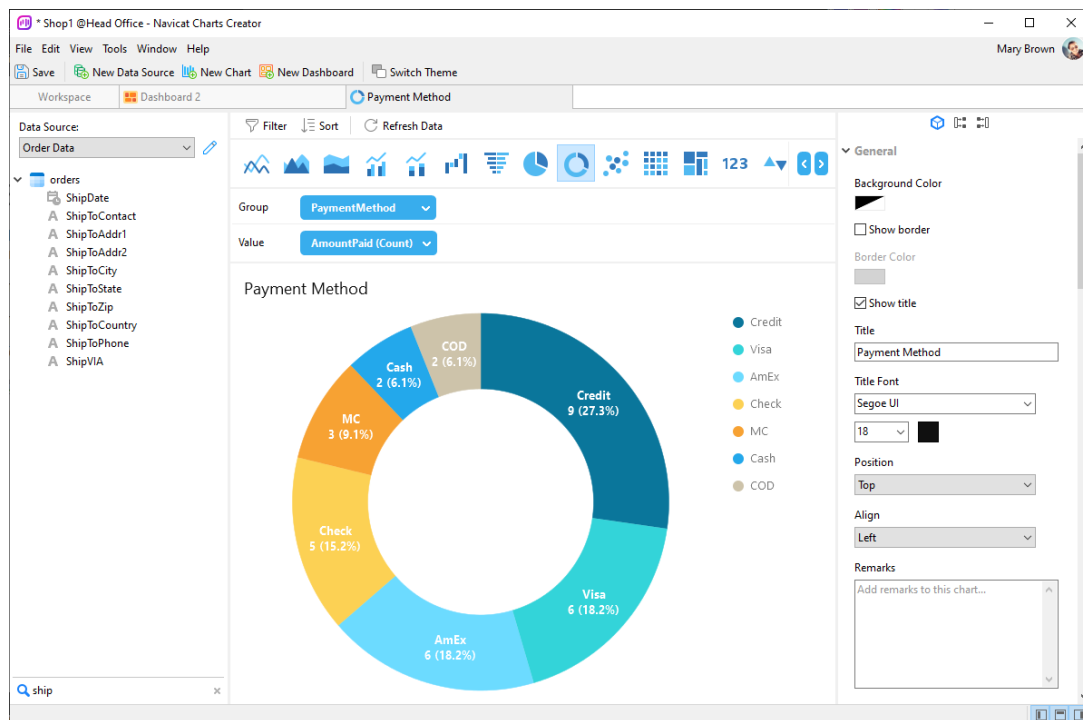 * Shop1 @Head Office - Navicat Charts Creator
File Edit View Tools Window Help
Mary Brown
Save New Data Source New Chart New Dashboard Switch Theme
Workspace Dashboard 2 Payment Method
Data Source:
Order Data
orders
ShipDate
A ShipToContact
A ShipToAddr1
A ShipToAddr2
A ShipToCity
A ShipToState
A ShipToZip
A ShipToCountry
A ShipToPhone
A ShipVIA
ship
Filter Sort Refresh Data
123
Group PaymentMethod
Value AmountPaid (Count)
Payment Method
COD
2 (6.1%)
Cash
2 (6.1%)
Credit
9 (27.3%)
MC
3 (9.1%)
Check
5 (15.2%)
Visa
6 (18.2%)
AmEx
6 (18.2%)
Credit
Visa
AmEx
Check
MC
Cash
COD
General
Background Color
Show border
Border Color
Show title
Title
Payment Method
Title Font
Segoe UI
18
Position
Top
Align
Left
Remarks
Add remarks to this chart...